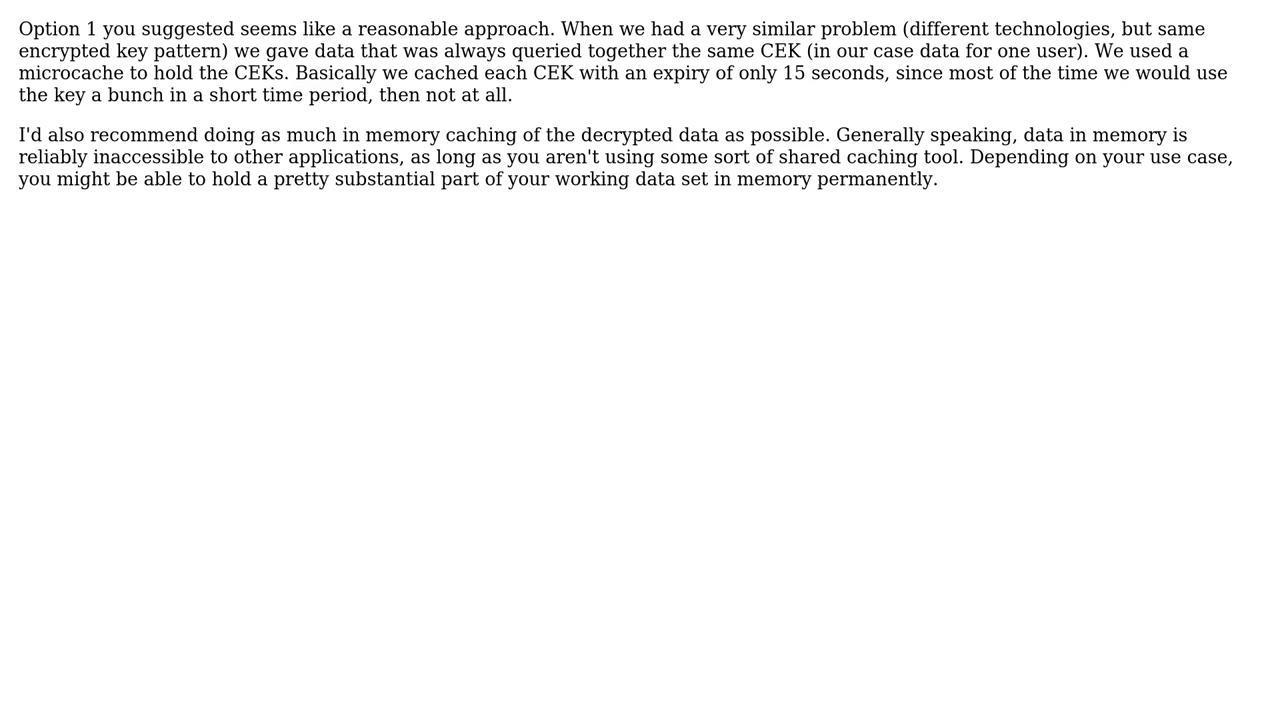 Option 1 you suggested seems like a reasonable approach. When we had a very similar problem (different technologies, but same
encrypted key pattern) we gave data that was always queried together the same CEK (in our case data for one user). We used a
microcache to hold the CEKs. Basically we cached each CEK with an expiry of only 15 seconds, since most of the time we would use
the key a bunch in a short time period, then not at all.
I'd also recommend doing as much in memory caching of the decrypted data as possible. Generally speaking, data in memory is
reliably inaccessible to other applications, as long as you aren't using some sort of shared caching tool. Depending on your use case,
you might be able to hold a pretty substantial part of your working data set in memory permanently.